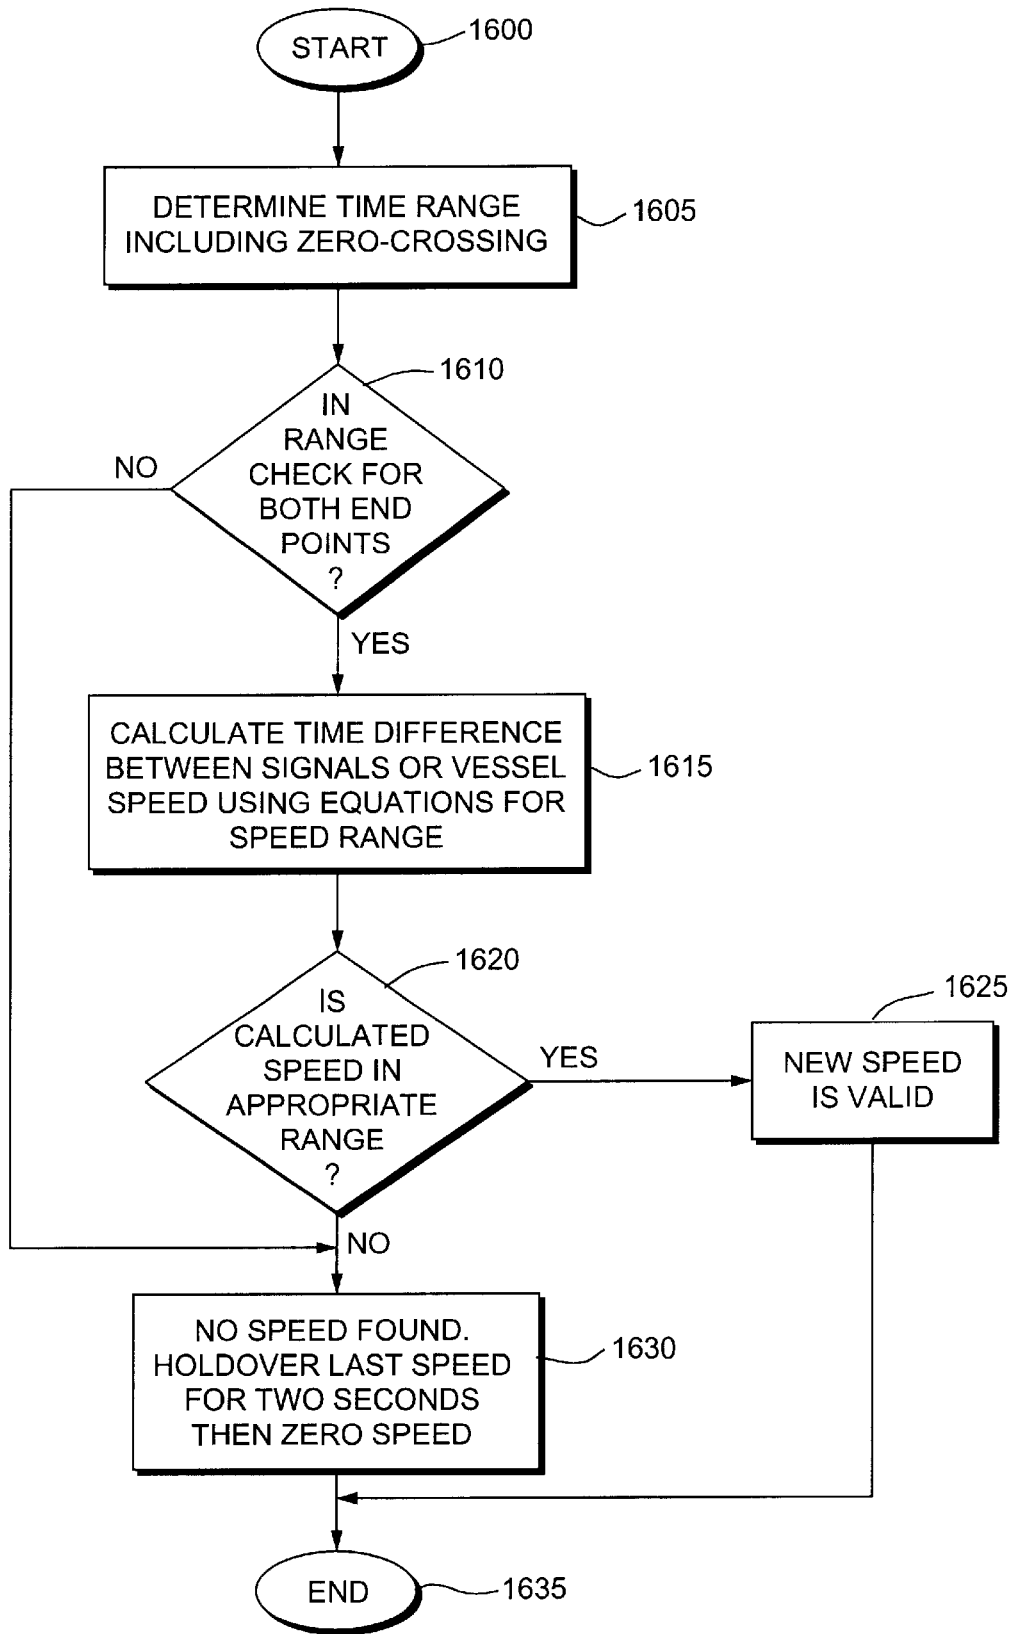 START
1600
DETERMINE TIME RANGE
INCLUDING ZERO-CROSSING
1605
1610
IN
RANGE
CHECK FOR
BOTH END
POINTS
?
NO
YES
CALCULATE TIME DIFFERENCE
BETWEEN SIGNALS OR VESSEL
SPEED USING EQUATIONS FOR
SPEED RANGE
1615
1620
IS
CALCULATED
SPEED IN
APPROPRIATE
RANGE
?
YES
1625
NEW SPEED
IS VALID
NO
NO SPEED FOUND.
HOLDOVER LAST SPEED
FOR TWO SECONDS
THEN ZERO SPEED
1630
END
1635